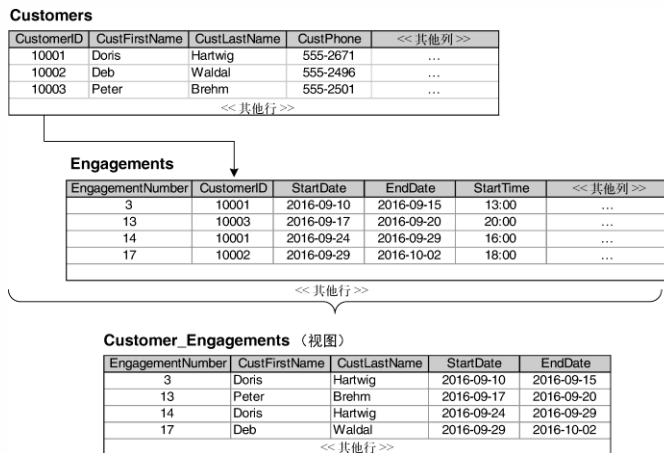 Customers
CustomerID CustFirstName CustLastName CustPhone << 其他列 >>
10001 Doris Hartwig 555-2671 …
10002 Deb Waldal 555-2496 …
10003 Peter Brehm 555-2501 …
<< 其他行 >>
Engagements
EngagementNumber CustomerID StartDate EndDate StartTime << 其他列 >>
3 10001 2016-09-10 2016-09-15 13:00 …
13 10003 2016-09-17 2016-09-20 20:00 …
14 10001 2016-09-24 2016-09-29 16:00 …
17 10002 2016-09-29 2016-10-02 18:00 …
<< 其他行 >>
Customer_Engagements （视图）
EngagementNumber CustFirstName CustLastName StartDate EndDate
3 Doris Hartwig 2016-09-10 2016-09-15
13 Peter Brehm 2016-09-17 2016-09-20
14 Doris Hartwig 2016-09-24 2016-09-29
17 Deb Waldal 2016-09-29 2016-10-02
<< 其他行 >>